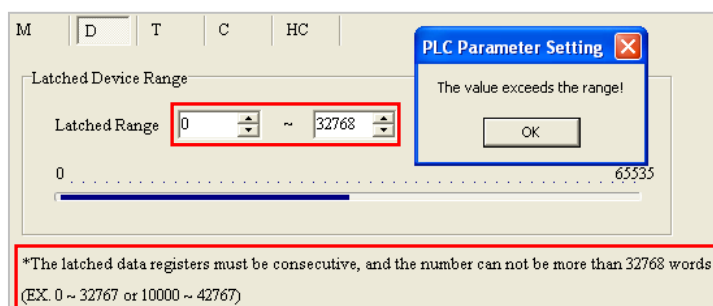 M D T C HC
PLC Parameter Setting
The value exceeds the range!
OK
Latched Device Range
Latched Range 0 ~ 32768
0 65535
*The latched data registers must be consecutive, and the number can not be more than 32768 words
(EX. 0 ~ 32767 or 10000 ~ 42767)